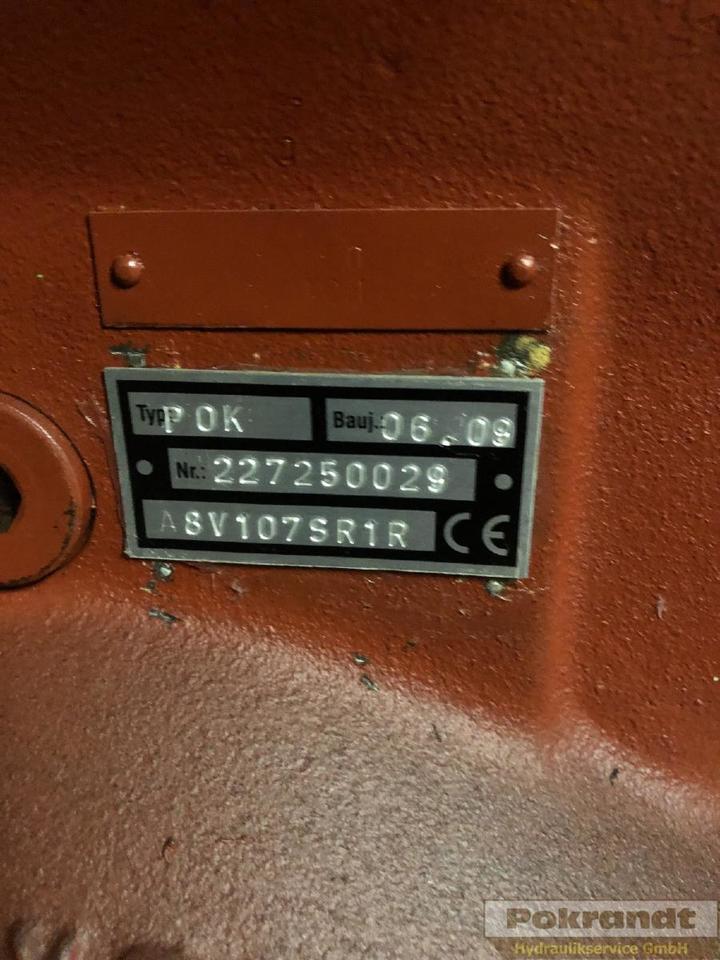 Typ: POK Bauj.: 06.09
Nr.: 227250029
A8V107SR1R CE
Pokrandt
Hydraulikservice GmbH